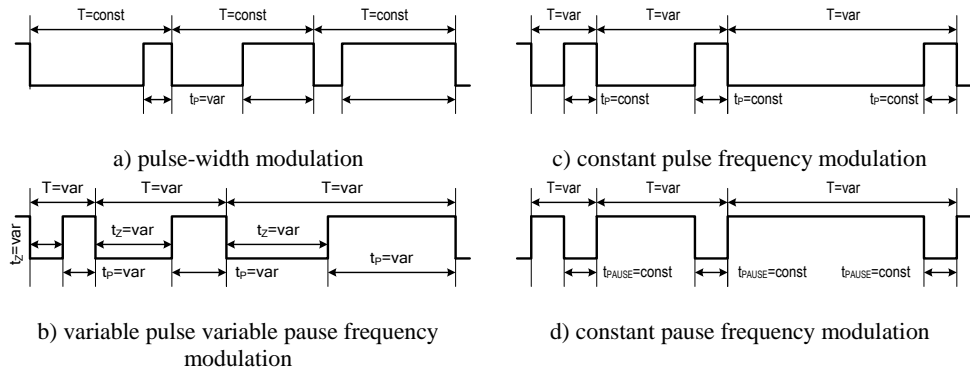 T=const T=const T=const
tP=var
a) pulse-width modulation
T=var T=var T=var
tP=const tP=const tP=const
c) constant pulse frequency modulation
T=var T=var T=var
tZ=var
tZ=var tZ=var
tP=var tP=var tP=var
b) variable pulse variable pause frequency
modulation
T=var T=var T=var
tPAUSE=const tPAUSE=const tPAUSE=const
d) constant pause frequency modulation